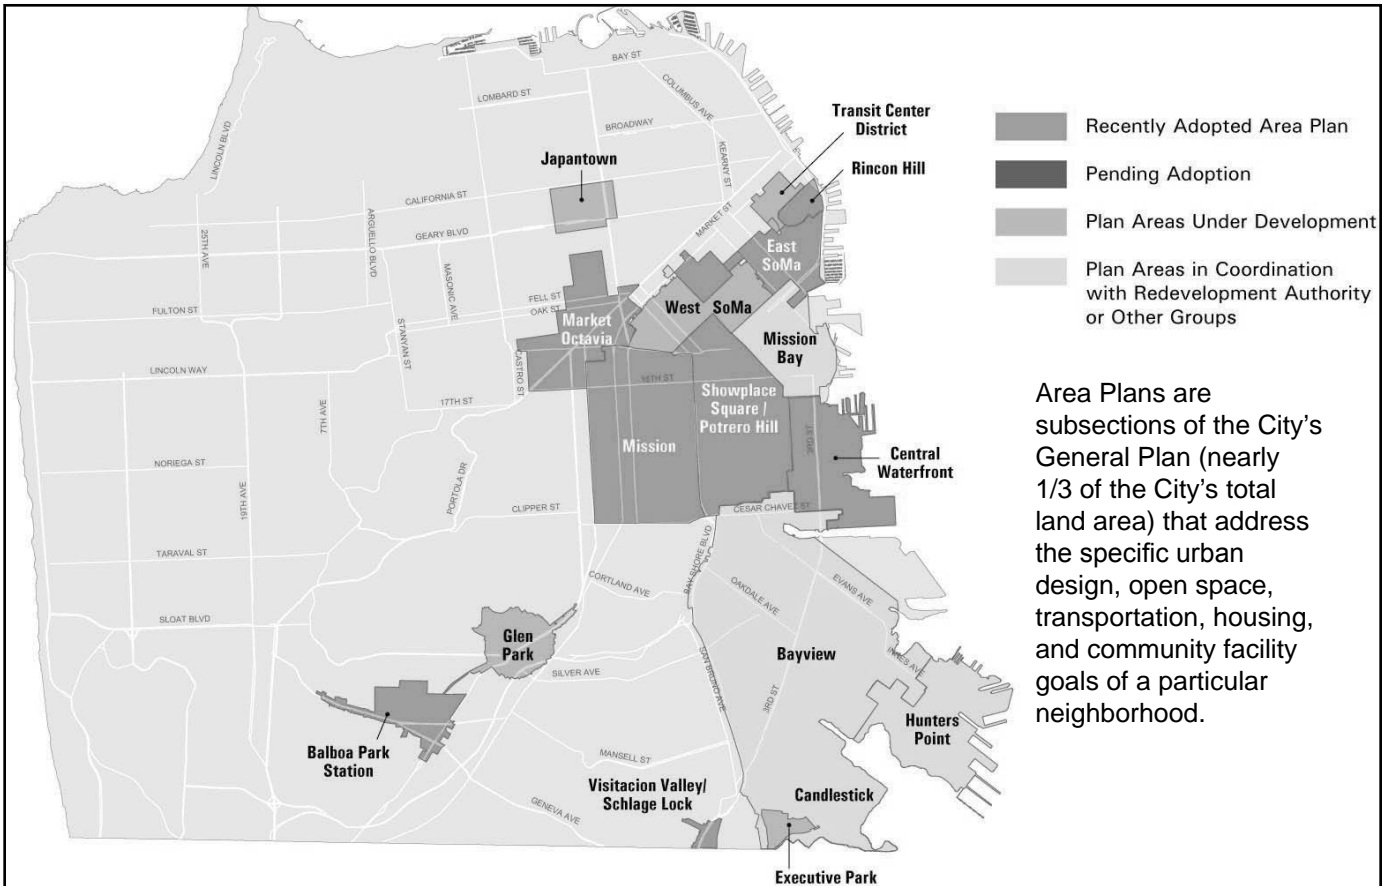 BAY ST
LOMBARD ST
COLUMBUS AVE
BROADWAY
KEARNY ST
LINCOLN BLVD
Transit Center
District
Rincon Hill
Japantown
CALIFORNIA ST
GEARY BLVD
MARKET ST
25TH AVE
ARGUELLO BLVD
MASONIC AVE
East
SoMa
FELL ST
OAK ST
FULTON ST
STANYAN ST
West SoMa
Market
Octavia
Mission
Bay
CASTRO ST
LINCOLN WAY
16TH ST
17TH ST
7TH AVE
Showplace
Square /
Potrero Hill
Mission
3RD ST
Central
Waterfront
NORIEGA ST
19TH AVE
PORTOLA DR
CLIPPER ST
CESAR CHAVEZ ST
TARAVAL ST
BAY SHORE BLVD
CORTLAND AVE
OAKDALE AVE
EVANS AVE
SLOAT BLVD
Glen
Park
SILVER AVE
SAN BRUNO AVE
Bayview
INNES AVE
3RD ST
Hunters
Point
Balboa Park
Station
MANSELL ST
GENEVA AVE
Visitacion Valley/
Schlage Lock
Candlestick
Executive Park
Recently Adopted Area Plan
Pending Adoption
Plan Areas Under Development
Plan Areas in Coordination
with Redevelopment Authority
or Other Groups
Area Plans are
subsections of the City’s
General Plan (nearly
1/3 of the City’s total
land area) that address
the specific urban
design, open space,
transportation, housing,
and community facility
goals of a particular
neighborhood.